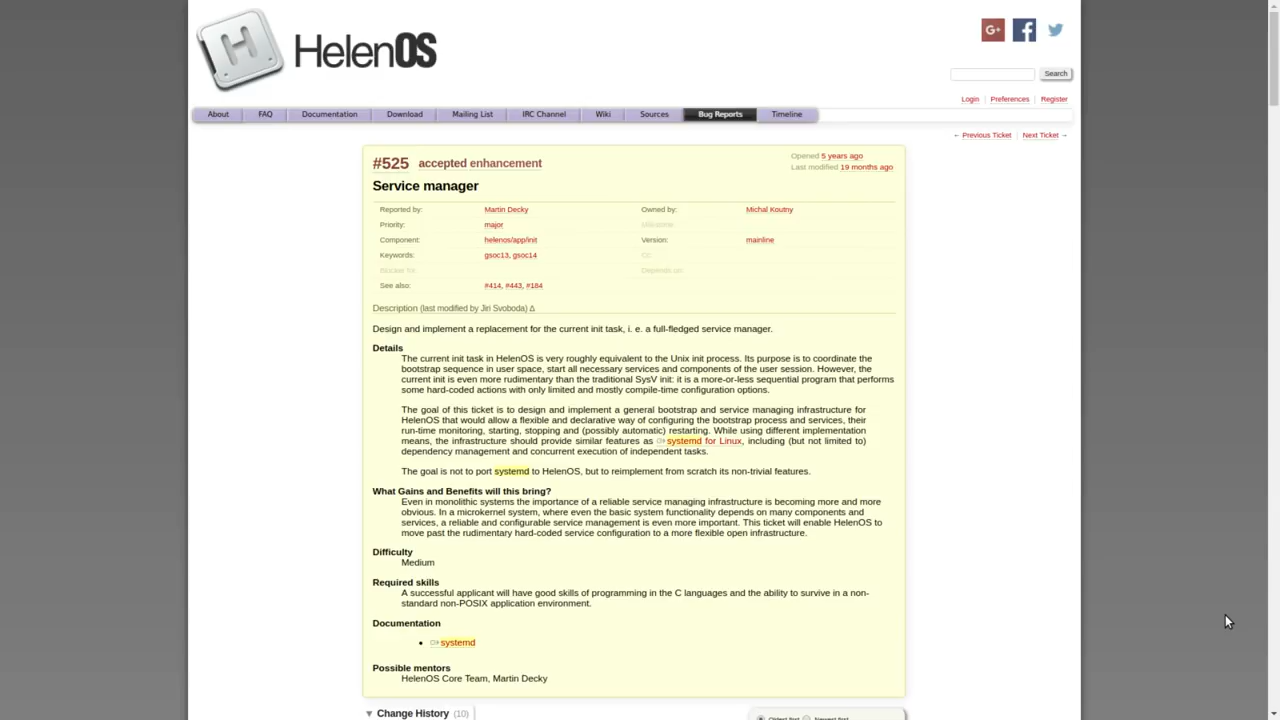 HelenOS
Search
Login Preferences Register
About FAQ Documentation Download Mailing List IRC Channel Wiki Sources Bug Reports Timeline
← Previous Ticket Next Ticket →
#525 accepted enhancement
Opened 5 years ago
Last modified 19 months ago
Service manager
Reported by: Martin Decky Owned by: Michal Koutny
Priority: major Milestone:
Component: helenos/app/init Version: mainline
Keywords: gsoc13, gsoc14 Cc:
Blocker for: Depends on:
See also: #414, #443, #184
Description (last modified by Jiri Svoboda) Δ
Design and implement a replacement for the current init task, i. e. a full-fledged service manager.
Details
The current init task in HelenOS is very roughly equivalent to the Unix init process. Its purpose is to coordinate the
bootstrap sequence in user space, start all necessary services and components of the user session. However, the
current init is even more rudimentary than the traditional SysV init: it is a more-or-less sequential program that performs
some hard-coded actions with only limited and mostly compile-time configuration options.
The goal of this ticket is to design and implement a general bootstrap and service managing infrastructure for
HelenOS that would allow a flexible and declarative way of configuring the bootstrap process and services, their
run-time monitoring, starting, stopping and (possibly automatic) restarting. While using different implementation
means, the infrastructure should provide similar features as systemd for Linux, including (but not limited to)
dependency management and concurrent execution of independent tasks.
The goal is not to port systemd to HelenOS, but to reimplement from scratch its non-trivial features.
What Gains and Benefits will this bring?
Even in monolithic systems the importance of a reliable service managing infrastructure is becoming more and more
obvious. In a microkernel system, where even the basic system functionality depends on many components and
services, a reliable and configurable service management is even more important. This ticket will enable HelenOS to
move past the rudimentary hard-coded service configuration to a more flexible open infrastructure.
Difficulty
Medium
Required skills
A successful applicant will have good skills of programming in the C languages and the ability to survive in a non-
standard non-POSIX application environment.
Documentation
• systemd
Possible mentors
HelenOS Core Team, Martin Decky
▼ Change History (10)
Oldest first Newest first